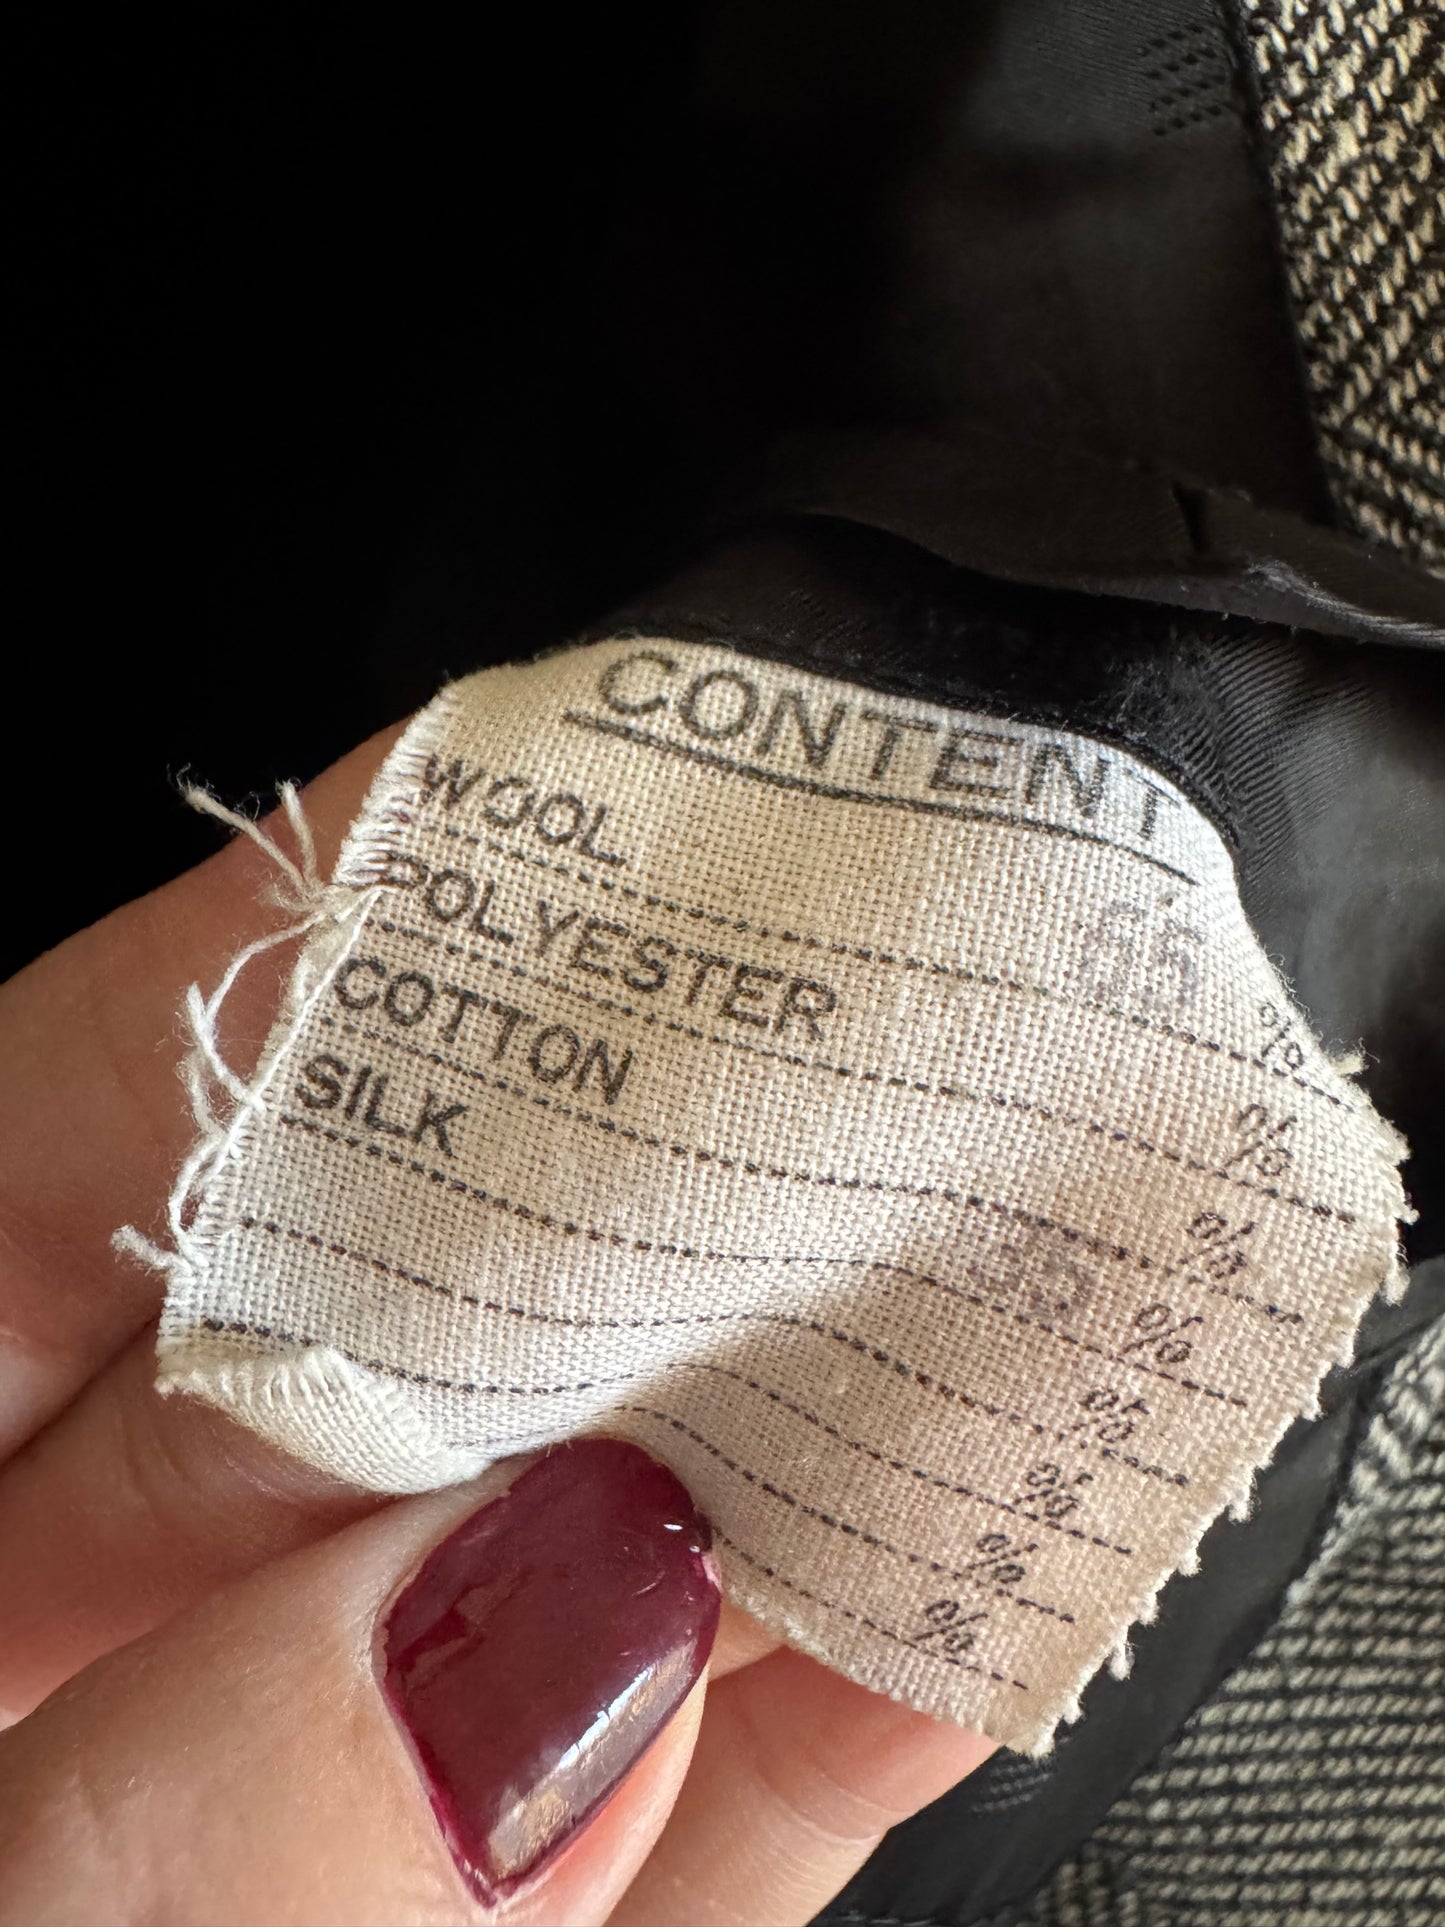 CONTENT
WOOL %
POLYESTER %
COTTON %
SILK %
%
%
%
%